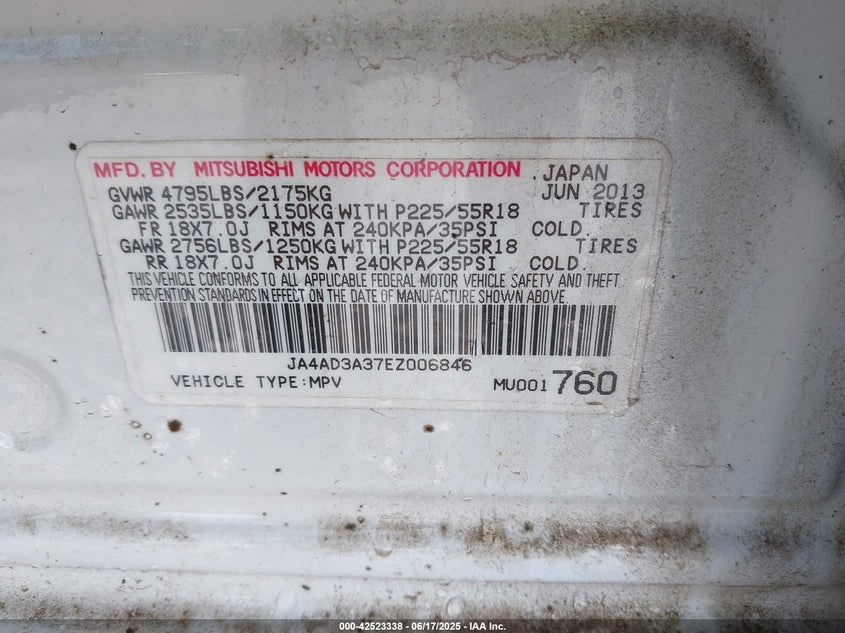 MFD. BY MITSUBISHI MOTORS CORPORATION JAPAN
GVWR 4795LBS/2175KG JUN 2013
GAWR 2535LBS/1150KG WITH P225/55R18 TIRES
FR 18X7.0J RIMS AT 240KPA/35PSI COLD.
GAWR 2756LBS/1250KG WITH P225/55R18 TIRES
RR 18X7.0J RIMS AT 240KPA/35PSI COLD.
THIS VEHICLE CONFORMS TO ALL APPLICABLE FEDERAL MOTOR VEHICLE SAFETY AND THEFT
PREVENTION STANDARDS IN EFFECT ON THE DATE OF MANUFACTURE SHOWN ABOVE.
JA4AD3A37EZ006846
VEHICLE TYPE:MPV MU001 760
000-42523338 - 06/17/2025 - IAA Inc.